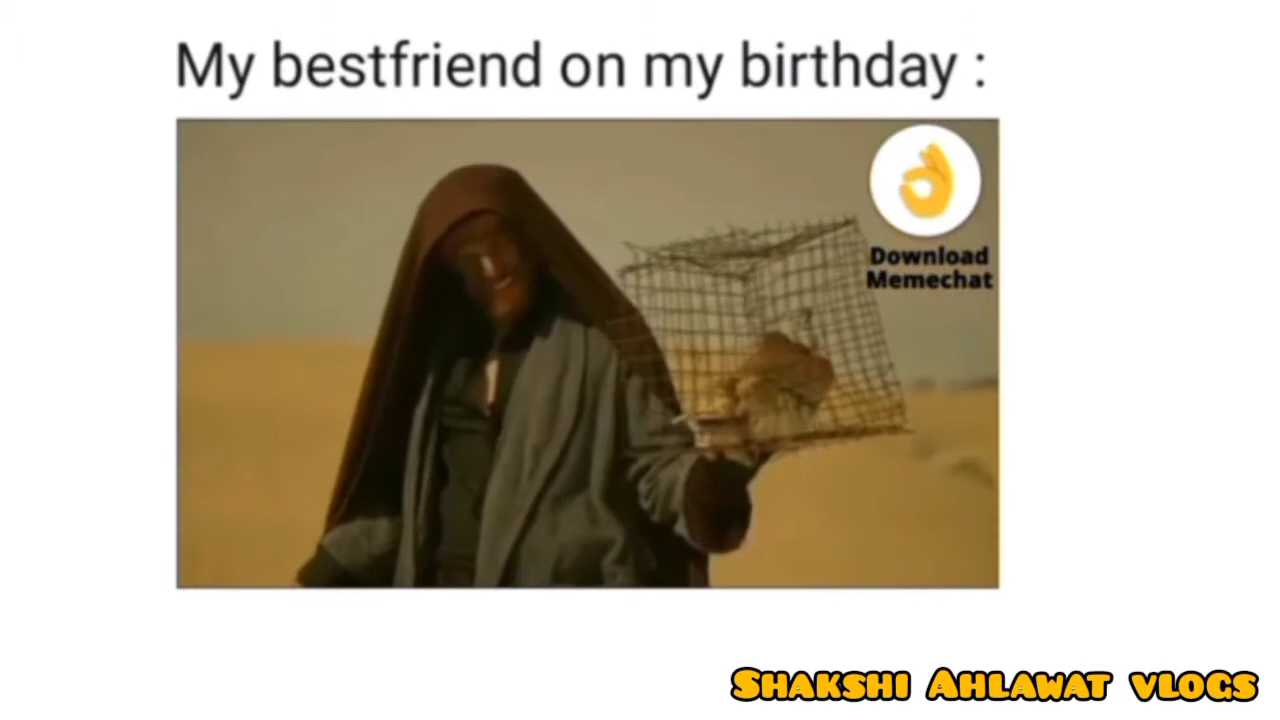 My bestfriend on my birthday :
Download
Memechat
SHAKSHI AHLAWAT VLOGS